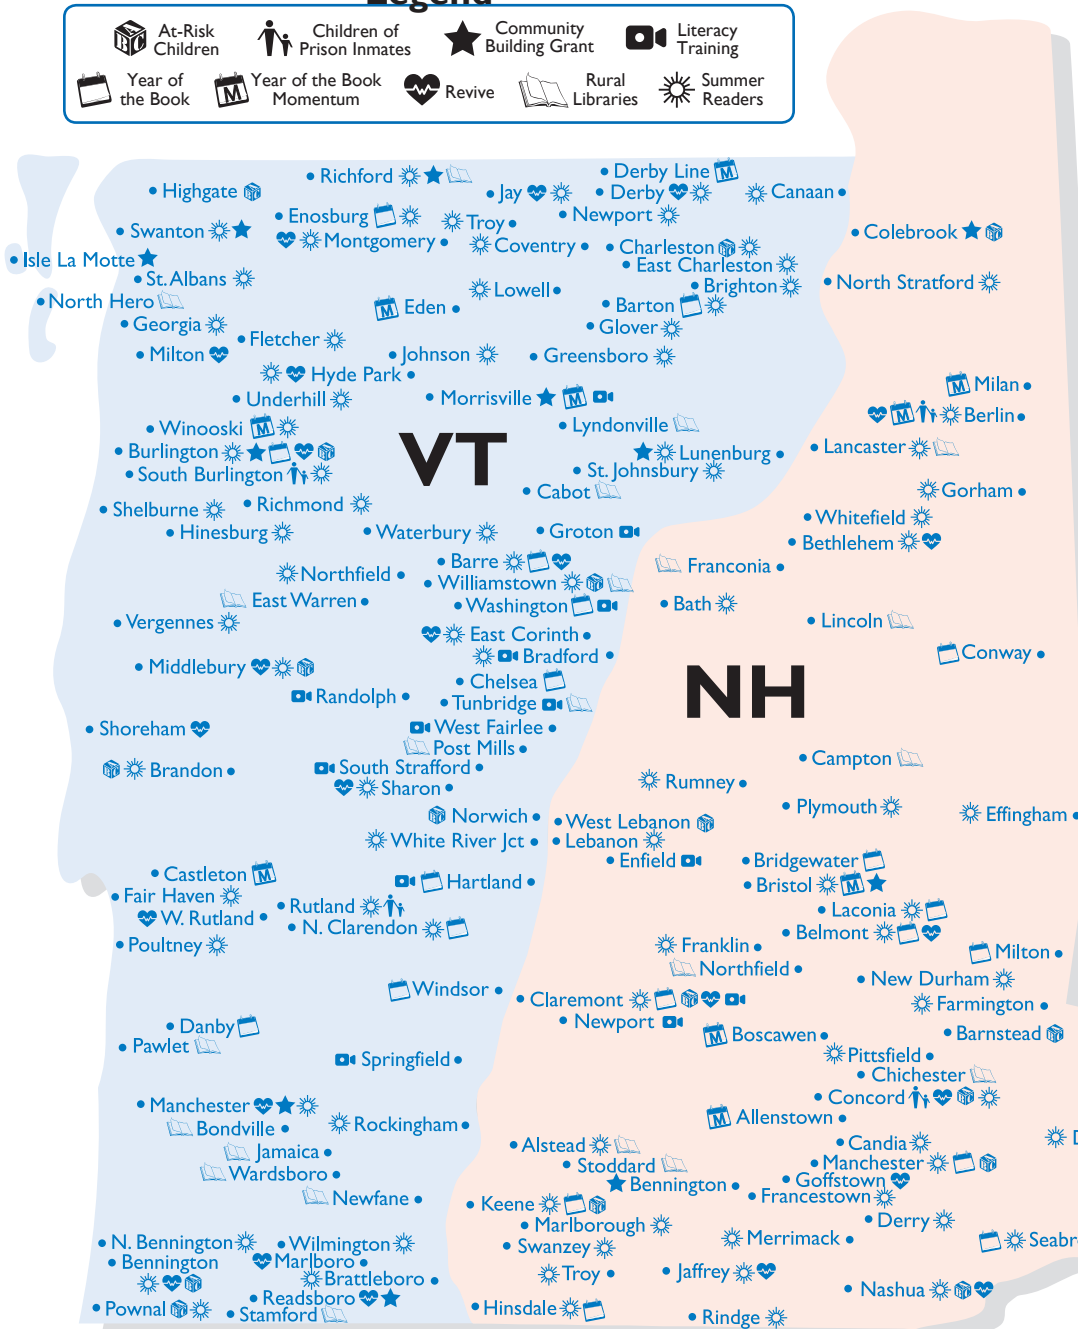 Legend
At-Risk
Children
Children of
Prison Inmates
Community
Building Grant
Literacy
Training
Year of
the Book
M
Year of the Book
Momentum
Revive
Rural
Libraries
Summer
Readers
Derby Line M
Richford
Highgate
Jay
Derby
Canaan
Enosburg
Newport
Troy
Swanton
Montgomery
Coventry
Charleston
Colebrook
Isle La Motte
East Charleston
St. Albans
Brighton
North Stratford
Lowell
North Hero
M Eden
Barton
Georgia
Glover
Fletcher
Milton
Johnson
Greensboro
Hyde Park
M Milan
Underhill
Morrisville M
M Berlin
Winooski M
Lyndonville
Burlington
VT
Lunenburg
Lancaster
South Burlington
St. Johnsbury
Cabot
Gorham
Shelburne
Richmond
Whitefield
Hinesburg
Waterbury
Groton
Bethlehem
Barre
Franconia
Northfield
Williamstown
East Warren
Washington
Bath
Vergennes
Lincoln
East Corinth
Bradford
Conway
Middlebury
Chelsea
NH
Randolph
Tunbridge
Shoreham
West Fairlee
Post Mills
Campton
Brandon
South Strafford
Rumney
Sharon
Plymouth
Norwich
West Lebanon
Effingham
White River Jct
Lebanon
Enfield
Bridgewater
Castleton M
Hartland
Bristol M
Fair Haven
Rutland
Laconia
W. Rutland
N. Clarendon
Belmont
Poultney
Franklin
Milton
Northfield
New Durham
Windsor
Claremont
Farmington
Danby
Newport
M Boscawen
Barnstead
Pawlet
Springfield
Pittsfield
Chichester
Manchester
Concord
Bondville
Rockingham
M Allenstown
Jamaica
Alstead
Candia
D
Wardsboro
Stoddard
Manchester
Bennington
Goffstown
Newfane
Francestown
Keene
Marlborough
Derry
N. Bennington
Wilmington
Swanzey
Merrimack
Seabr
Bennington
Marlboro
Brattleboro
Troy
Jaffrey
Readsboro
Nashua
Pownal
Stamford
Hinsdale
Rindge